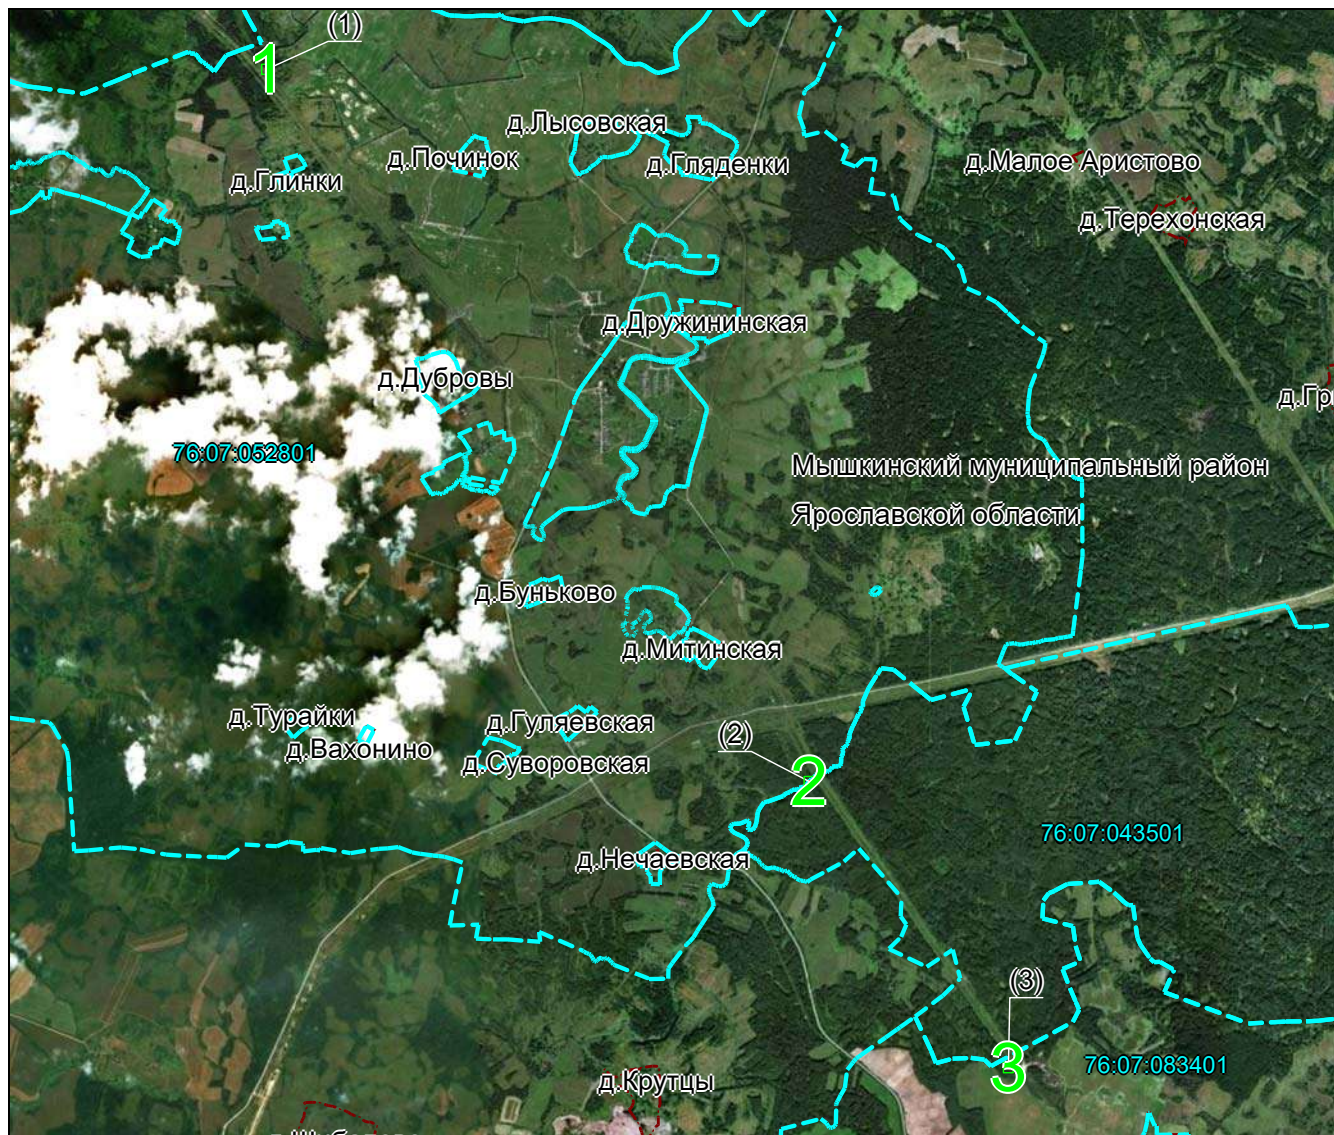 (1)
1
д.Лысовская
д.Починок
д.Гляденки
д.Малое Аристово
д.Глинки
д.Терехонская
д.Дружининская
д.Дубровы
76:07:052801
Мышкинский муниципальный район
Ярославской области
д.Буньково
д.Митинская
д.Турайки
д.Гуляевская
(2)
д.Вахонино
д.Суворовская
2
76:07:043501
д.Нечаевская
(3)
3
76:07:083401
д.Крутцы